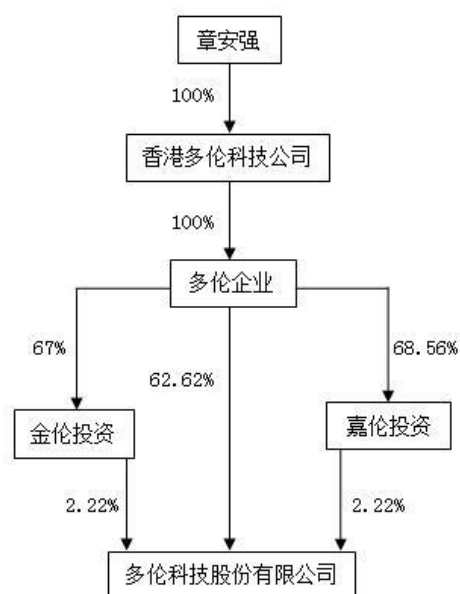 章安强
100%
香港多伦科技公司
100%
多伦企业
67%
62.62%
68.56%
金伦投资
嘉伦投资
2.22%
2.22%
多伦科技股份有限公司